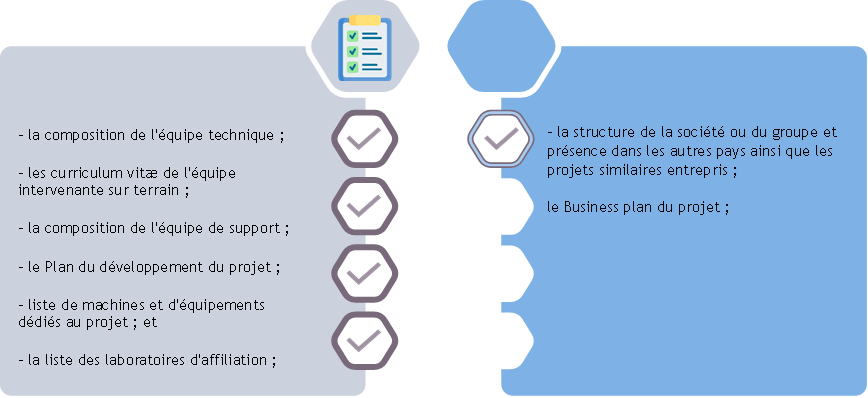 - la composition de l'équipe technique ;
- les curriculum vitæ de l'équipe
intervenante sur terrain ;
- la composition de l'équipe de support ;
- le Plan du développement du projet ;
- liste de machines et d'équipements
dédiés au projet ; et
- la liste des laboratoires d'affiliation ;
- la structure de la société ou du groupe et
présence dans les autres pays ainsi que les
projets similaires entrepris ;
le Business plan du projet ;